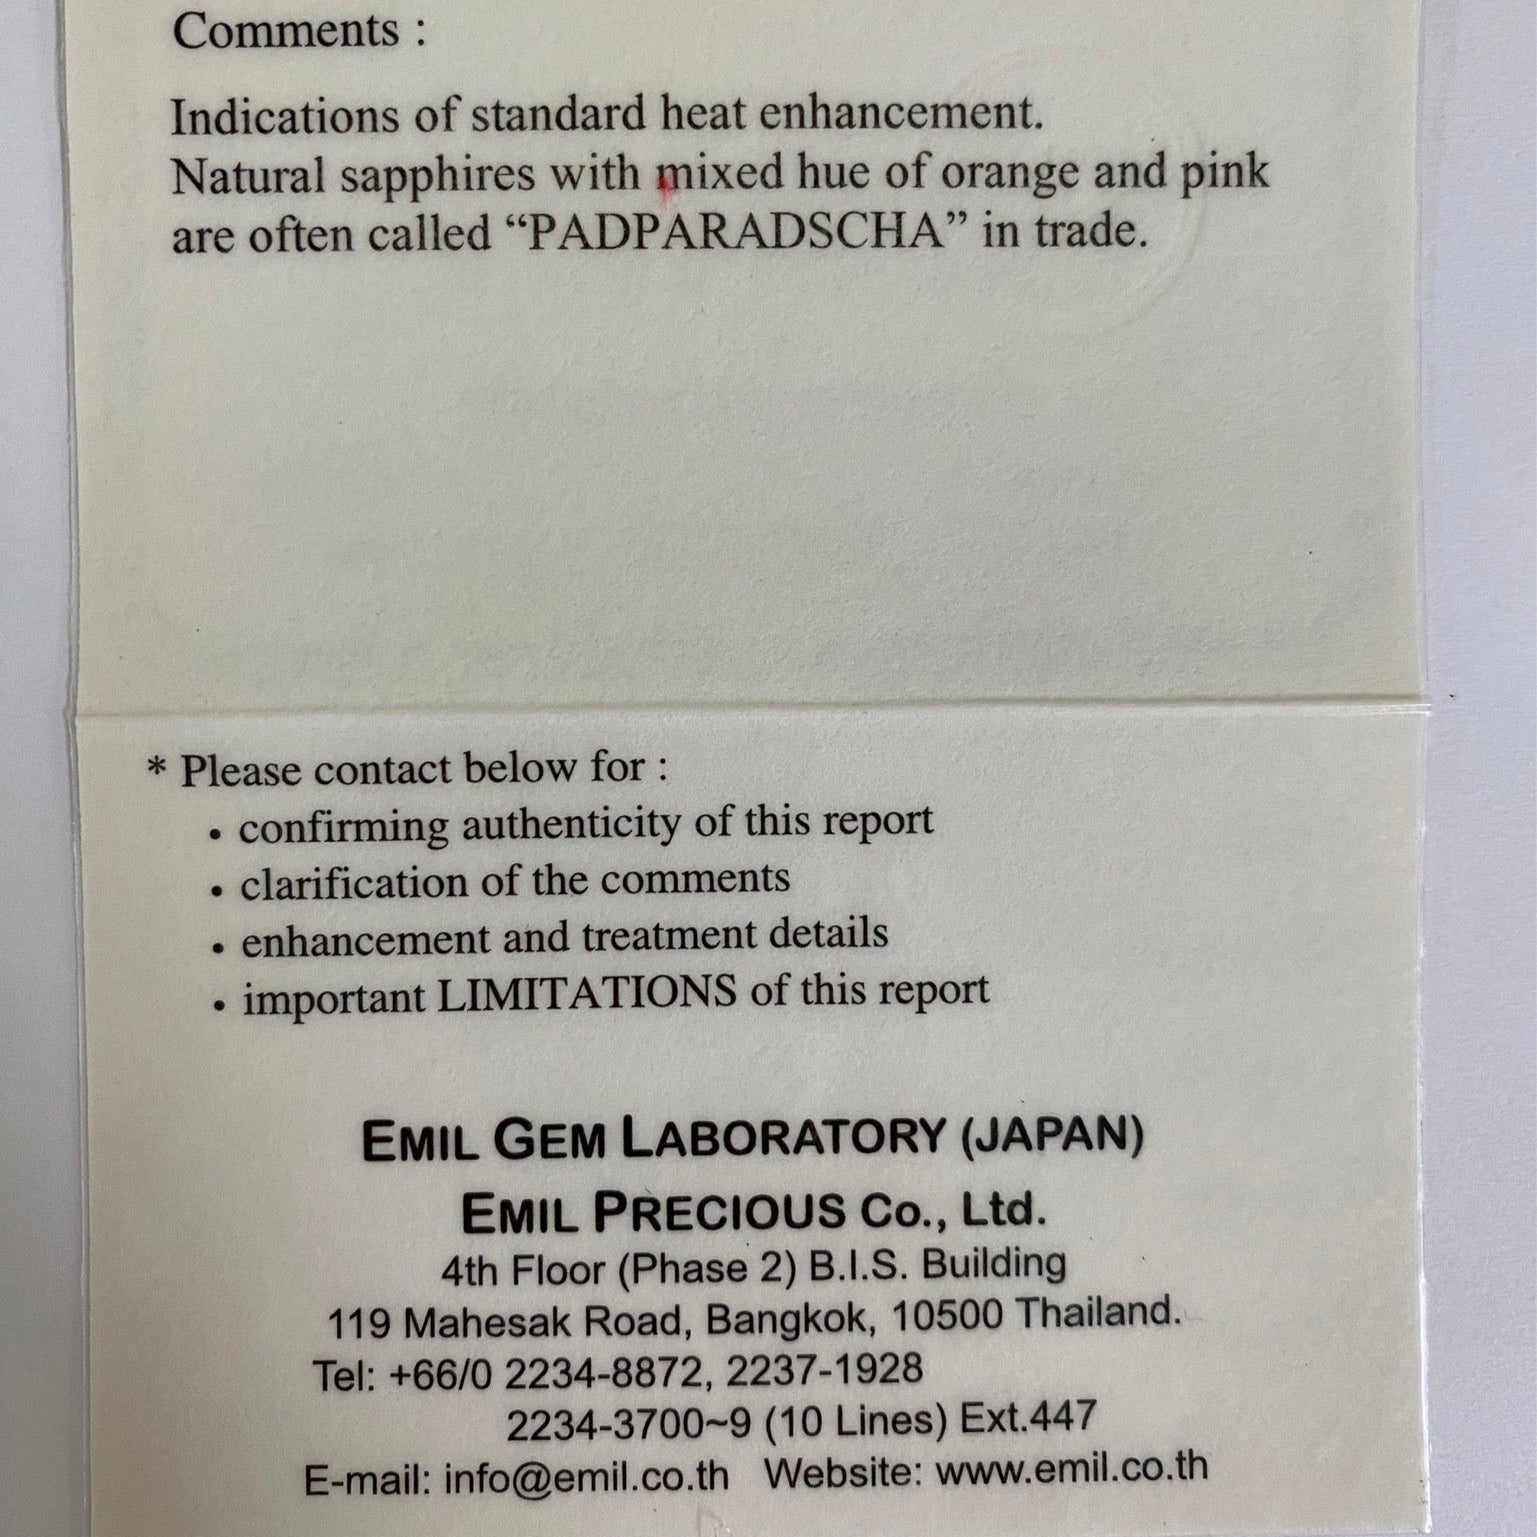 Comments :
Indications of standard heat enhancement.
Natural sapphires with mixed hue of orange and pink
are often called “PADPARADSCHA” in trade.
* Please contact below for :
• confirming authenticity of this report
• clarification of the comments
• enhancement and treatment details
• important LIMITATIONS of this report
EMIL GEM LABORATORY (JAPAN)
EMIL PRECIOUS Co., Ltd.
4th Floor (Phase 2) B.I.S. Building
119 Mahesak Road, Bangkok, 10500 Thailand.
Tel: +66/0 2234-8872, 2237-1928
2234-3700~9 (10 Lines) Ext.447
E-mail: info@emil.co.th Website: www.emil.co.th